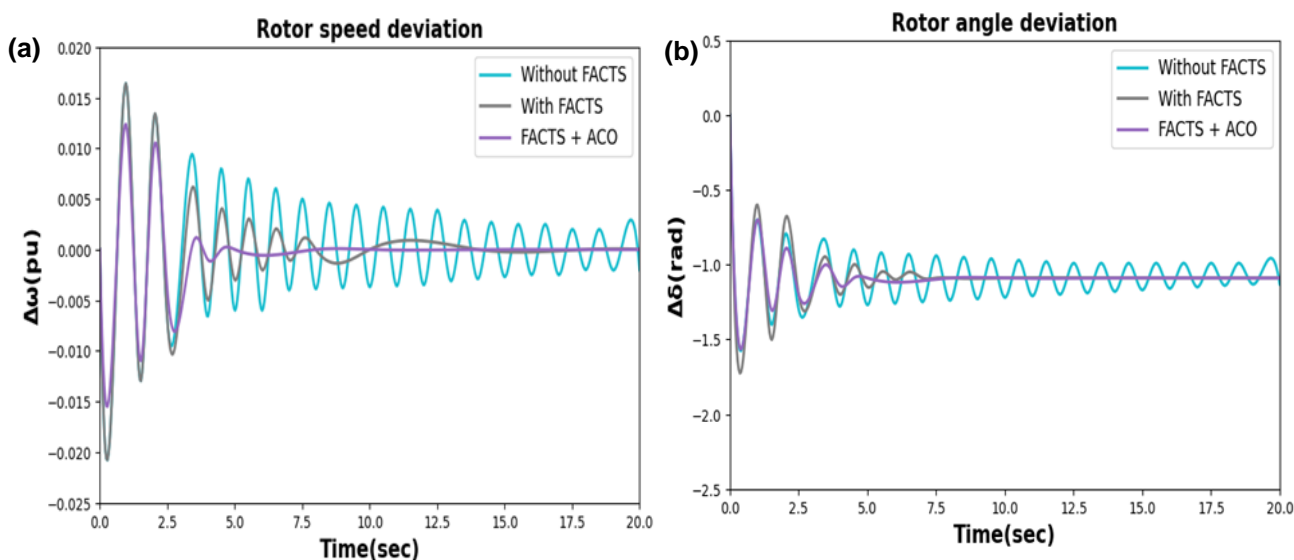 (a)
Rotor speed deviation
0.020
0.015
0.010
0.005
0.000
−0.005
−0.010
−0.015
−0.020
−0.025
Δω(pu)
Without FACTS
With FACTS
FACTS + ACO
0.0 2.5 5.0 7.5 10.0 12.5 15.0 17.5 20.0
Time(sec)
(b)
Rotor angle deviation
0.5
0.0
−0.5
−1.0
−1.5
−2.0
−2.5
Δδ(rad)
Without FACTS
With FACTS
FACTS + ACO
0.0 2.5 5.0 7.5 10.0 12.5 15.0 17.5 20.0
Time(sec)